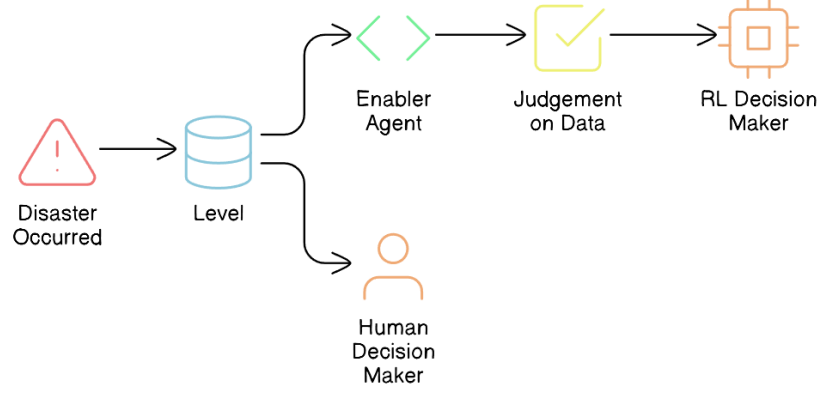 Disaster
Occurred
Level
Enabler
Agent
Judgement
on Data
RL Decision
Maker
Human
Decision
Maker